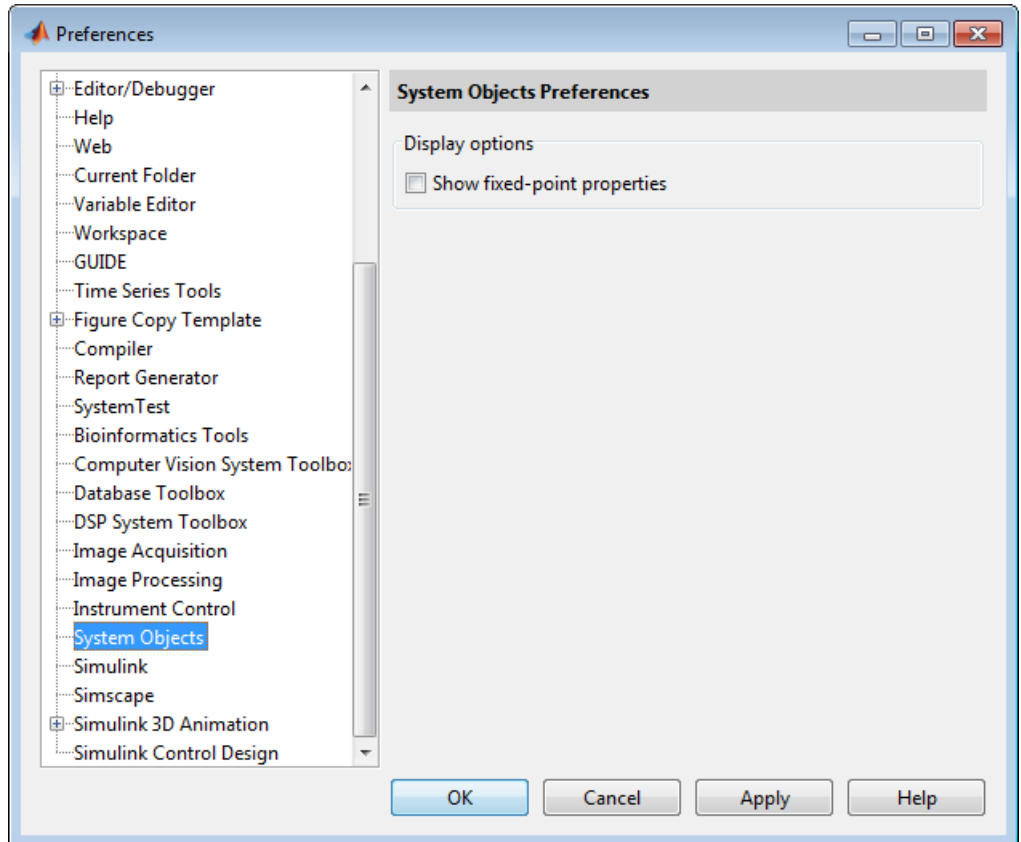 Preferences
Editor/Debugger
Help
Web
Current Folder
Variable Editor
Workspace
GUIDE
Time Series Tools
Figure Copy Template
Compiler
Report Generator
SystemTest
Bioinformatics Tools
Computer Vision System Toolbo
Database Toolbox
DSP System Toolbox
Image Acquisition
Image Processing
Instrument Control
System Objects
Simulink
Simscape
Simulink 3D Animation
Simulink Control Design
System Objects Preferences
Display options
Show fixed-point properties
OK
Cancel
Apply
Help